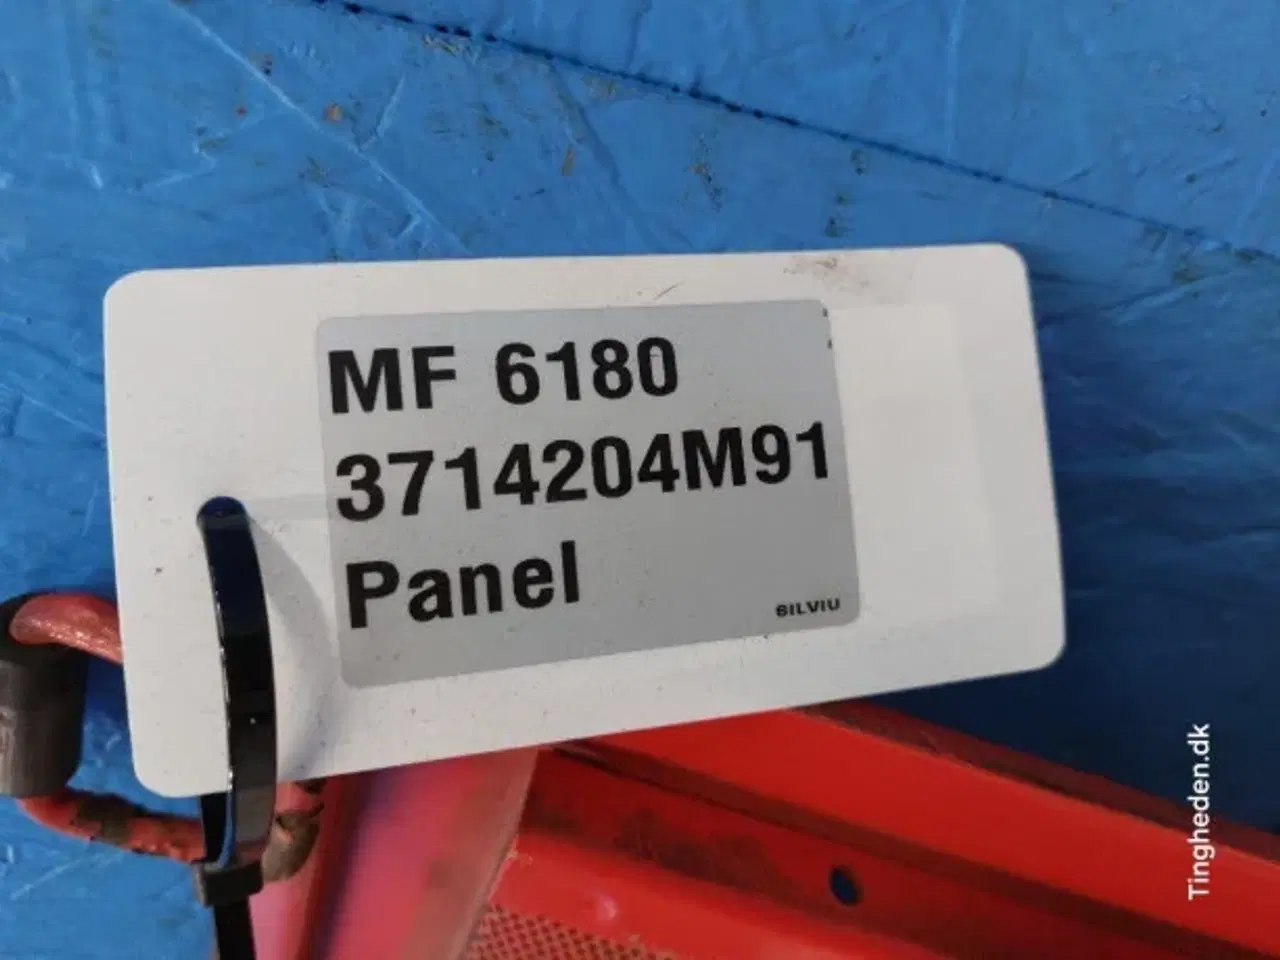 MF 6180
3714204M91
Panel
SILVIU
Tingheden.dk